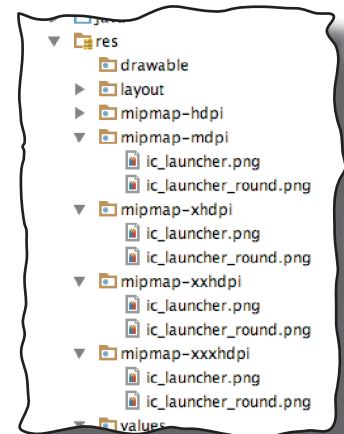 res
drawable
layout
mipmap-hdpi
mipmap-mdpi
ic_launcher.png
ic_launcher_round.png
mipmap-xhdpi
ic_launcher.png
ic_launcher_round.png
mipmap-xxhdpi
ic_launcher.png
ic_launcher_round.png
mipmap-xxxhdpi
ic_launcher.png
ic_launcher_round.png
values